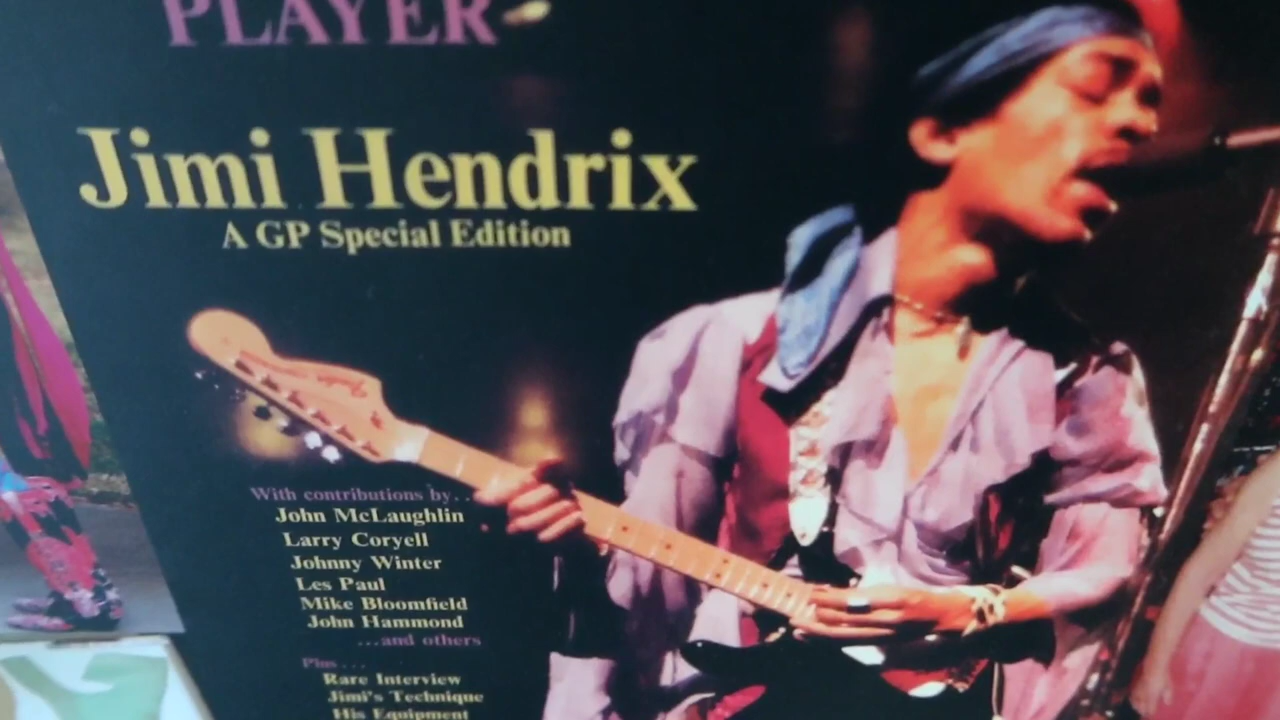 PLAYER
Jimi Hendrix
A GP Special Edition
With contributions by...
John McLaughlin
Larry Coryell
Johnny Winter
Les Paul
Mike Bloomfield
John Hammond
...and others
Plus...
Rare Interview
Jimi's Technique
His Equipment